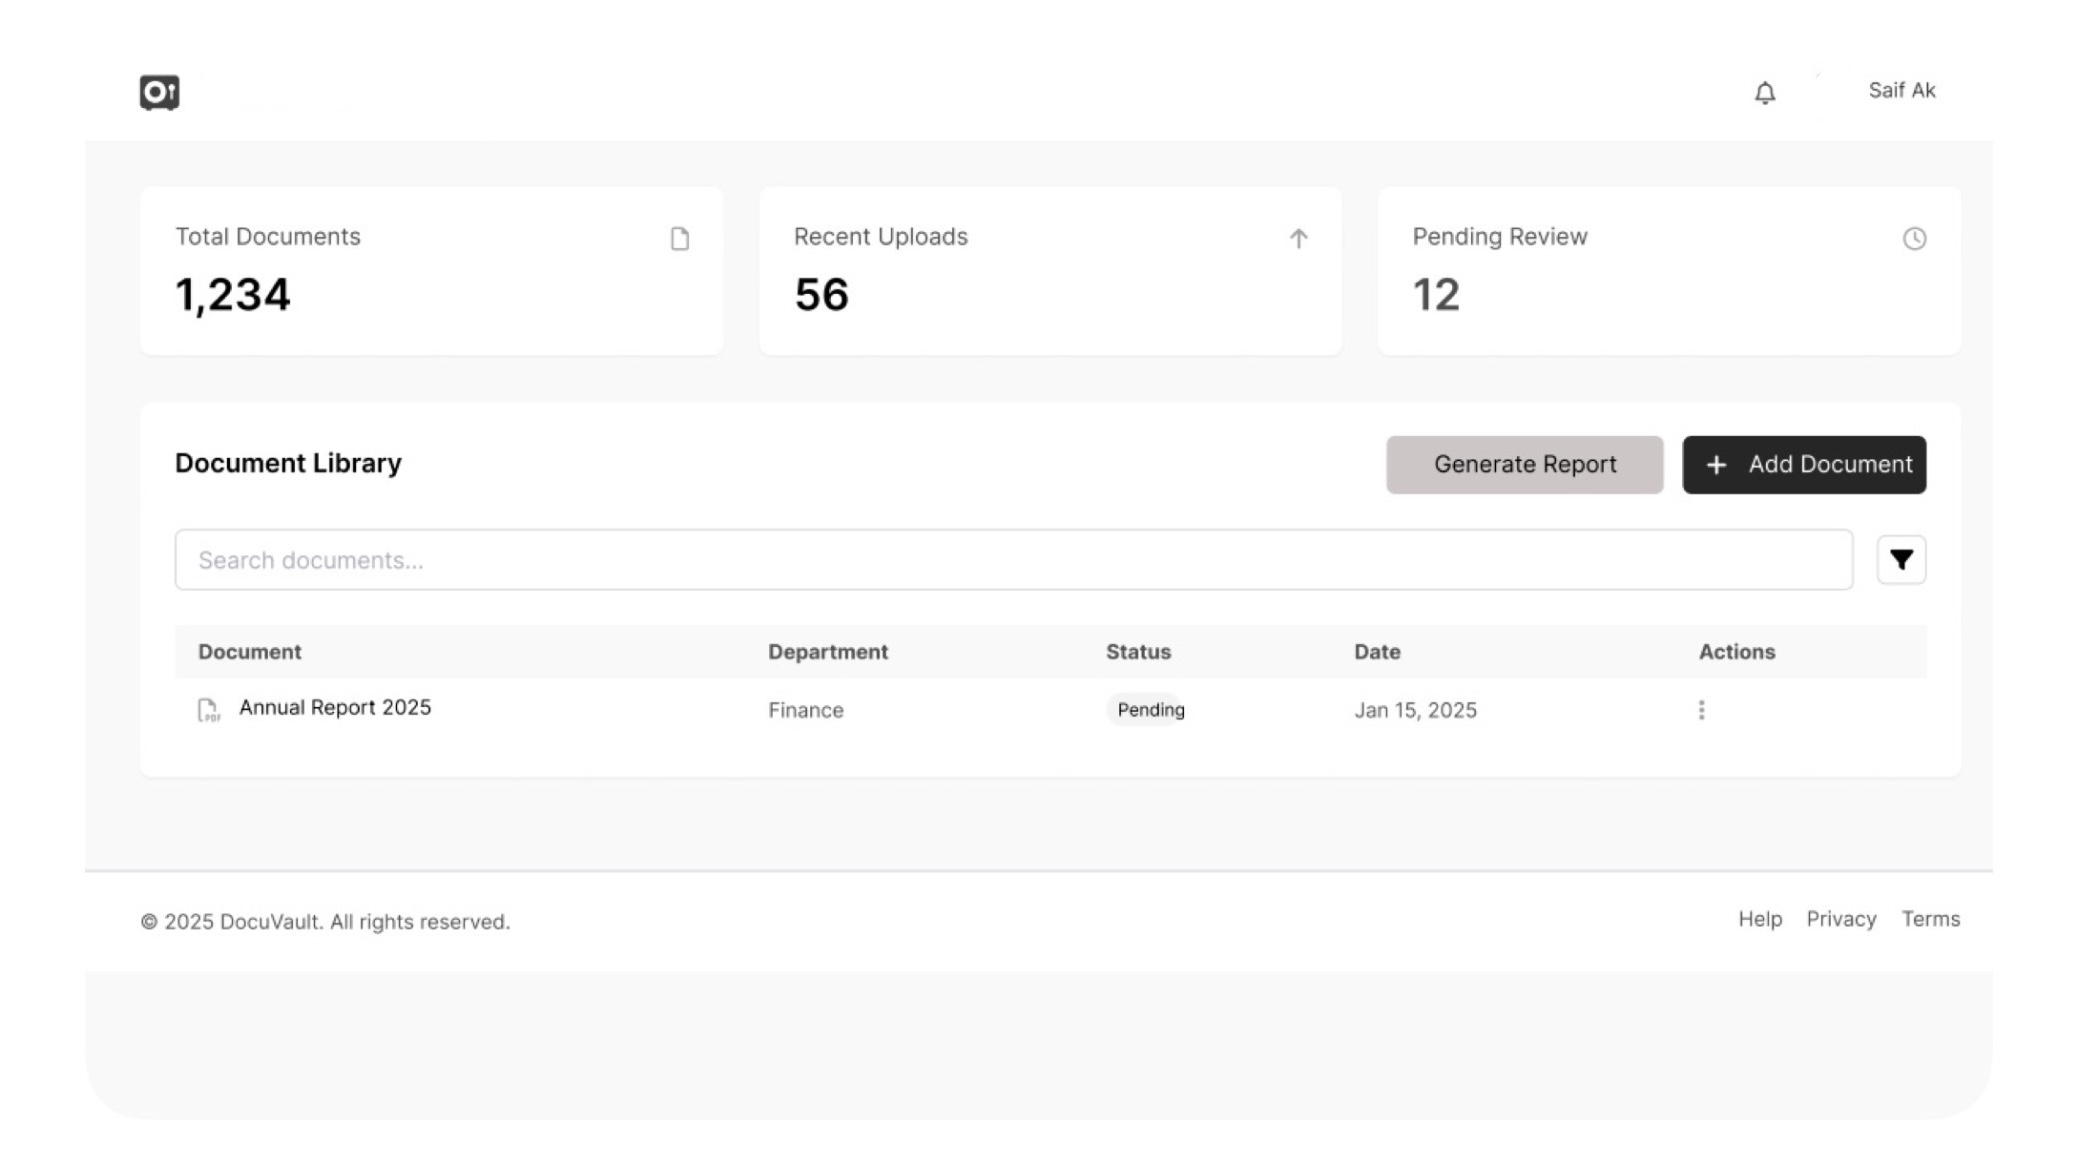 Saif Ak
Total Documents
1,234
Recent Uploads
56
Pending Review
12
Document Library
Generate Report
+ Add Document
Search documents...
Document Department Status Date Actions
PDF Annual Report 2025 Finance Pending Jan 15, 2025
© 2025 DocuVault. All rights reserved.
Help Privacy Terms